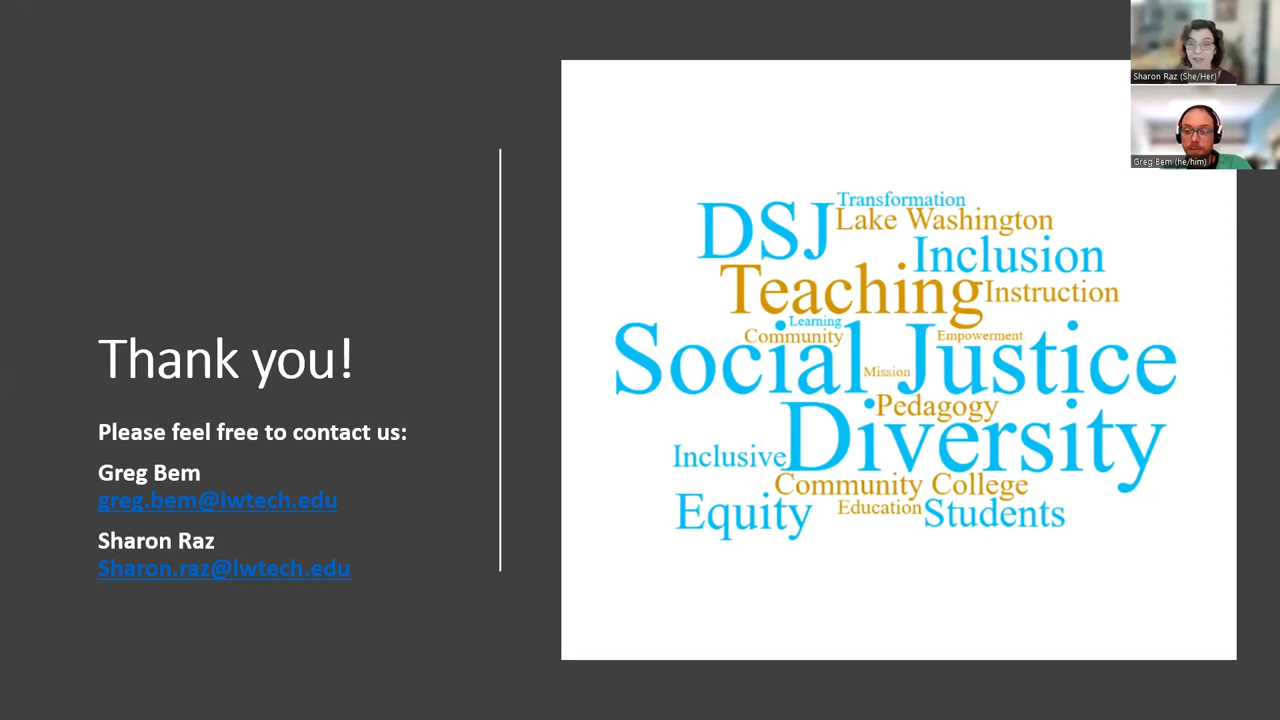 Thank you!
Please feel free to contact us:
Greg Bem
greg.bem@lwtech.edu
Sharon Raz
Sharon.raz@lwtech.edu
Transformation
DSJ
Lake Washington
Inclusion
Teaching
Instruction
Learning
Community
Empowerment
Social Justice
Mission
Pedagogy
Diversity
Inclusive
Community College
Education
Equity
Students
Sharon Raz (She/Her)
Greg Bem (he/him)